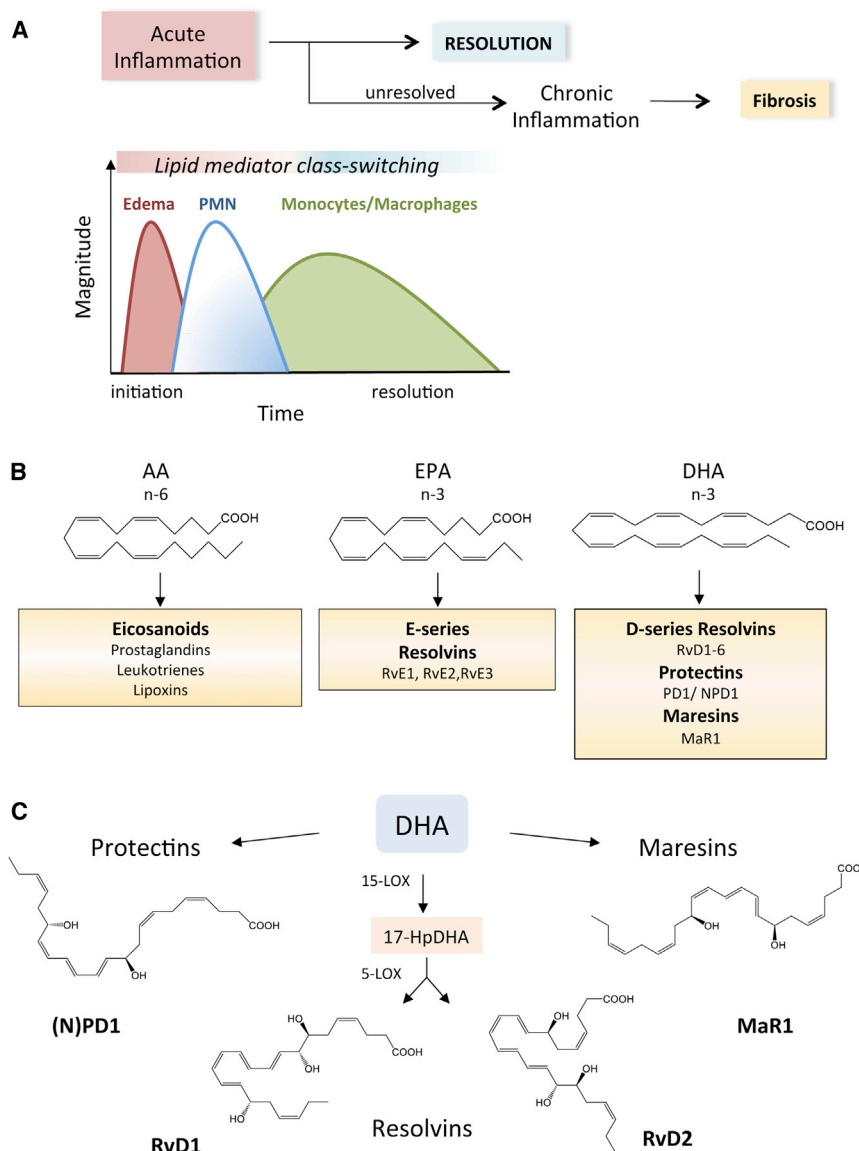 A
Acute
Inflammation
RESOLUTION
unresolved
Chronic
Inflammation
Fibrosis
Lipid mediator class-switching
Edema
PMN
Monocytes/Macrophages
Magnitude
initiation
resolution
Time
B
AA
n-6
COOH
EPA
n-3
COOH
DHA
n-3
COOH
Eicosanoids
Prostaglandins
Leukotrienes
Lipoxins
E-series
Resolvins
RvE1, RvE2,RvE3
D-series Resolvins
RvD1-6
Protectins
PD1/ NPD1
Maresins
MaR1
C
DHA
Protectins
Maresins
15-LOX
17-HpDHA
5-LOX
OH
COOH
OH
(N)PD1
COO
OH
OH
MaR1
HO
COOH
OH
HO
RvD1
Resolvins
COOH
OH
OH
HO
RvD2